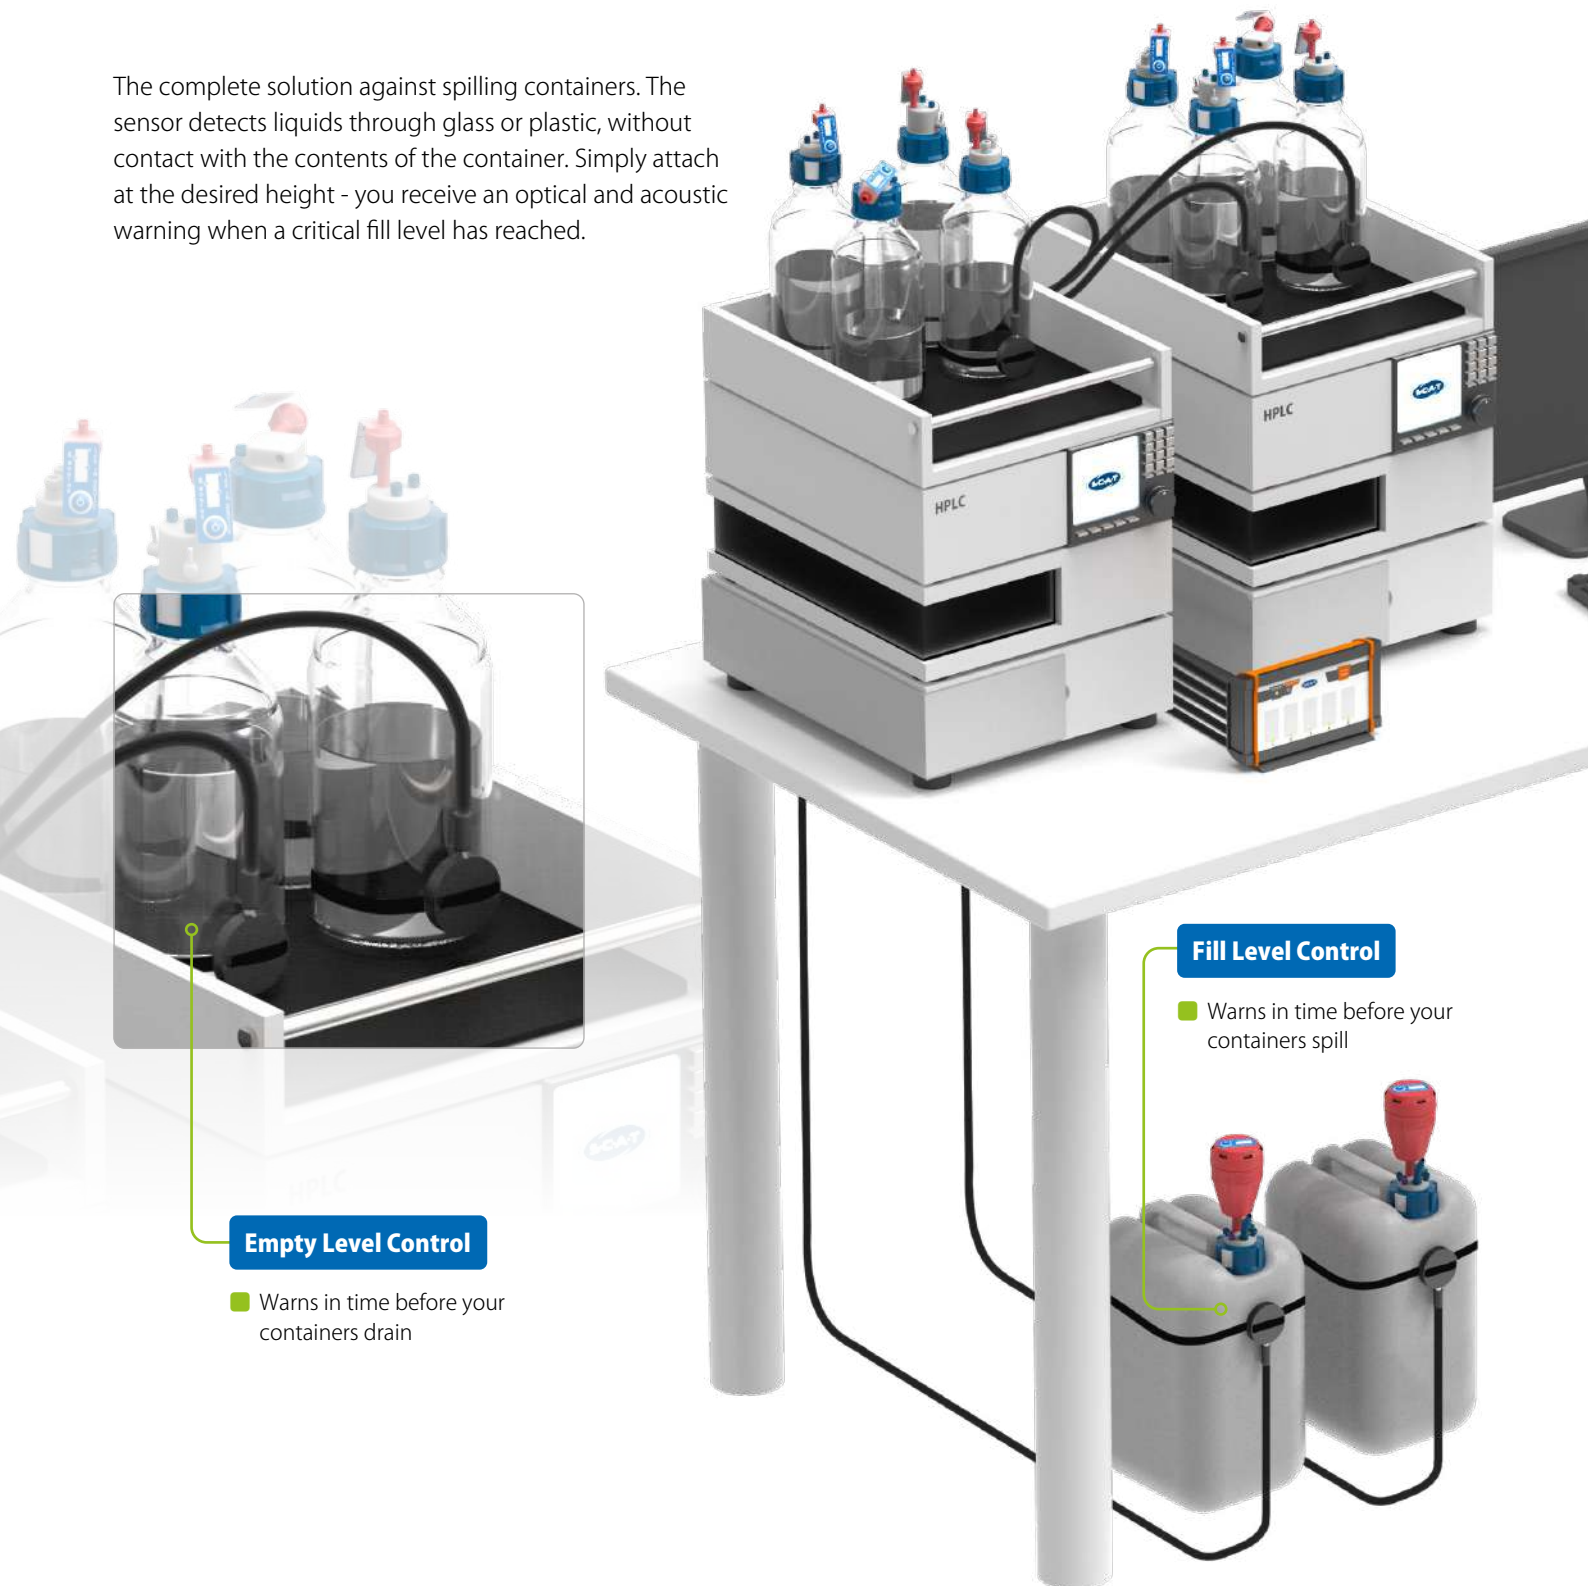 The complete solution against spilling containers. The
sensor detects liquids through glass or plastic, without
contact with the contents of the container. Simply attach
at the desired height - you receive an optical and acoustic
warning when a critical fill level has reached.
HPLC
S·C·A·T
HPLC
S·C·A·T
S·C·A·T
Fill Level Control
Warns in time before your
containers spill
S·C·A·T
HPLC
Empty Level Control
Warns in time before your
containers drain